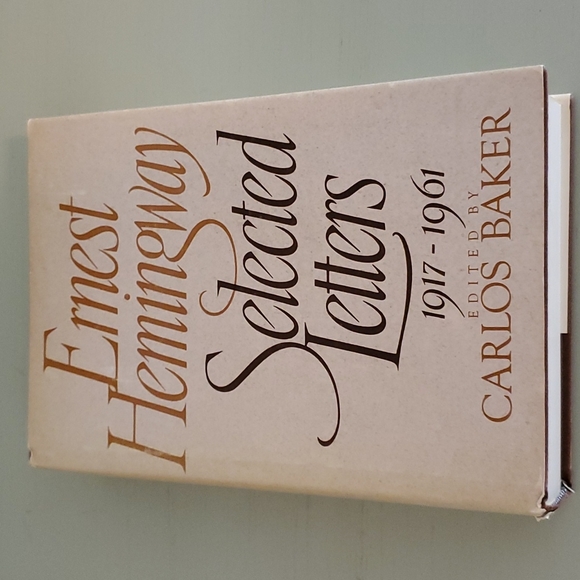 Ernest
Hemingway
Selected
Letters
1917-1961
EDITED BY
CARLOS BAKER